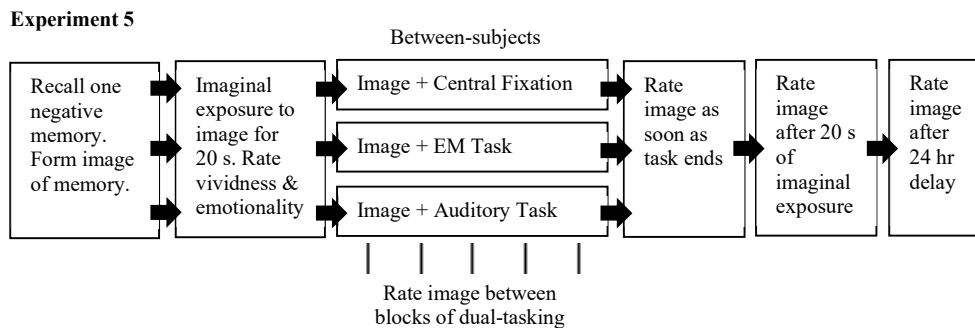 Experiment 5
Between-subjects
Recall one
negative
memory.
Form image
of memory.
Imaginal
exposure to
image for
20 s. Rate
vividness &
emotionality
Image + Central Fixation
Image + EM Task
Image + Auditory Task
Rate
image as
soon as
task ends
Rate
image
after 20 s
of
imaginal
exposure
Rate
image
after
24 hr
delay
Rate image between
blocks of dual-tasking